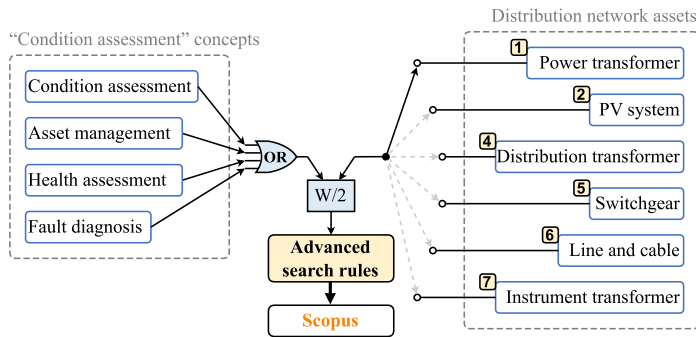 “Condition assessment” concepts
Condition assessment
Asset management
Health assessment
Fault diagnosis
OR
W/2
Advanced
search rules
Scopus
Distribution network assets
1
Power transformer
2
PV system
4
Distribution transformer
5
Switchgear
6
Line and cable
7
Instrument transformer